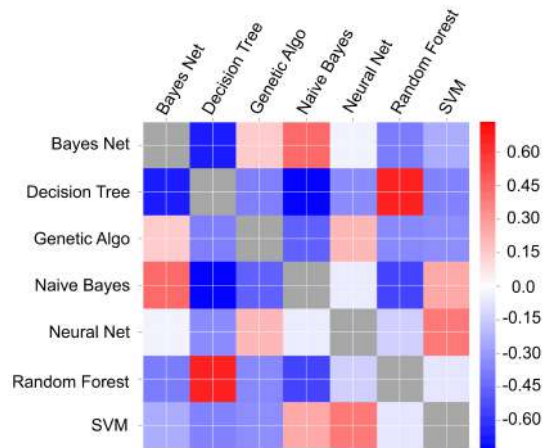 Bayes Net
Decision Tree
Genetic Algo
Naive Bayes
Neural Net
Random Forest
SVM
Bayes Net
Decision Tree
Genetic Algo
Naive Bayes
Neural Net
Random Forest
SVM
0.60
0.45
0.30
0.15
0.0
-0.15
-0.30
-0.45
-0.60